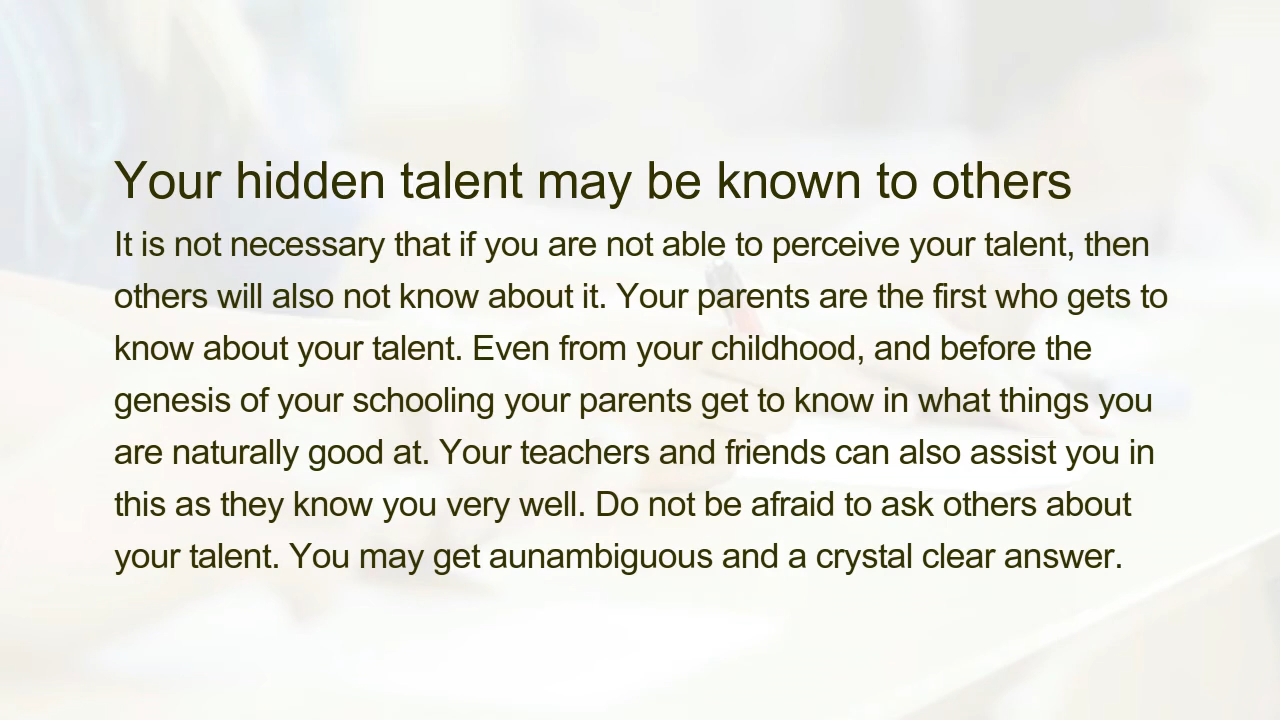 Your hidden talent may be known to others
It is not necessary that if you are not able to perceive your talent, then
others will also not know about it. Your parents are the first who gets to
know about your talent. Even from your childhood, and before the
genesis of your schooling your parents get to know in what things you
are naturally good at. Your teachers and friends can also assist you in
this as they know you very well. Do not be afraid to ask others about
your talent. You may get aunambiguous and a crystal clear answer.